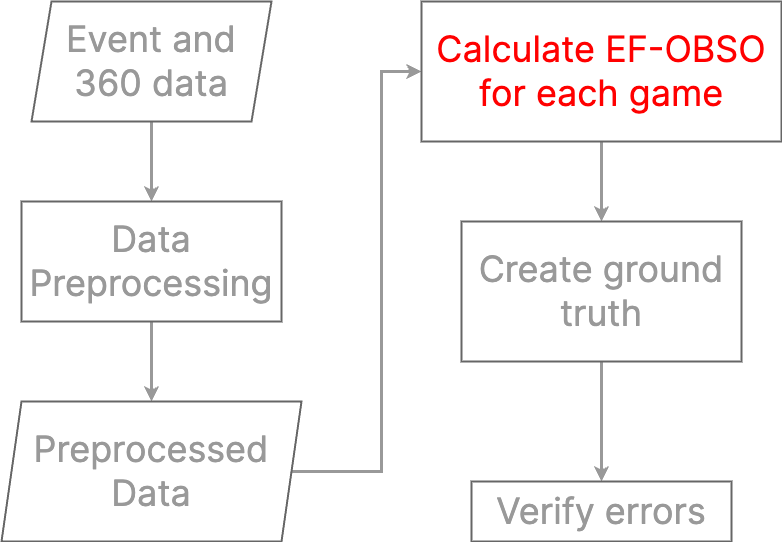 Event and
360 data
Data
Preprocessing
Preprocessed
Data
Calculate EF-OBSO
for each game
Create ground
truth
Verify errors